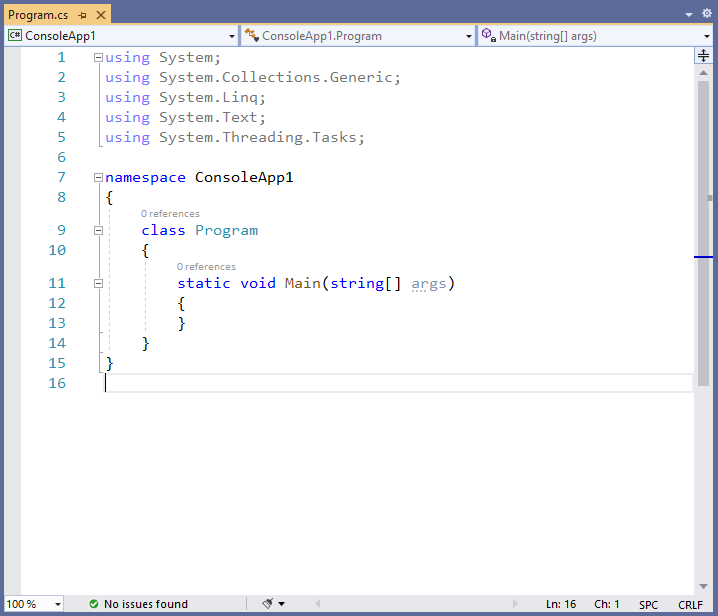 Program.cs
C# ConsoleApp1 ConsoleApp1.Program Main(string[] args)
1 using System;
2 using System.Collections.Generic;
3 using System.Linq;
4 using System.Text;
5 using System.Threading.Tasks;
6
7 namespace ConsoleApp1
8 {
0 references
9 class Program
10 {
0 references
11 static void Main(string[] args)
12 {
13 }
14 }
15 }
16
100 % No issues found Ln: 16 Ch: 1 SPC CRLF